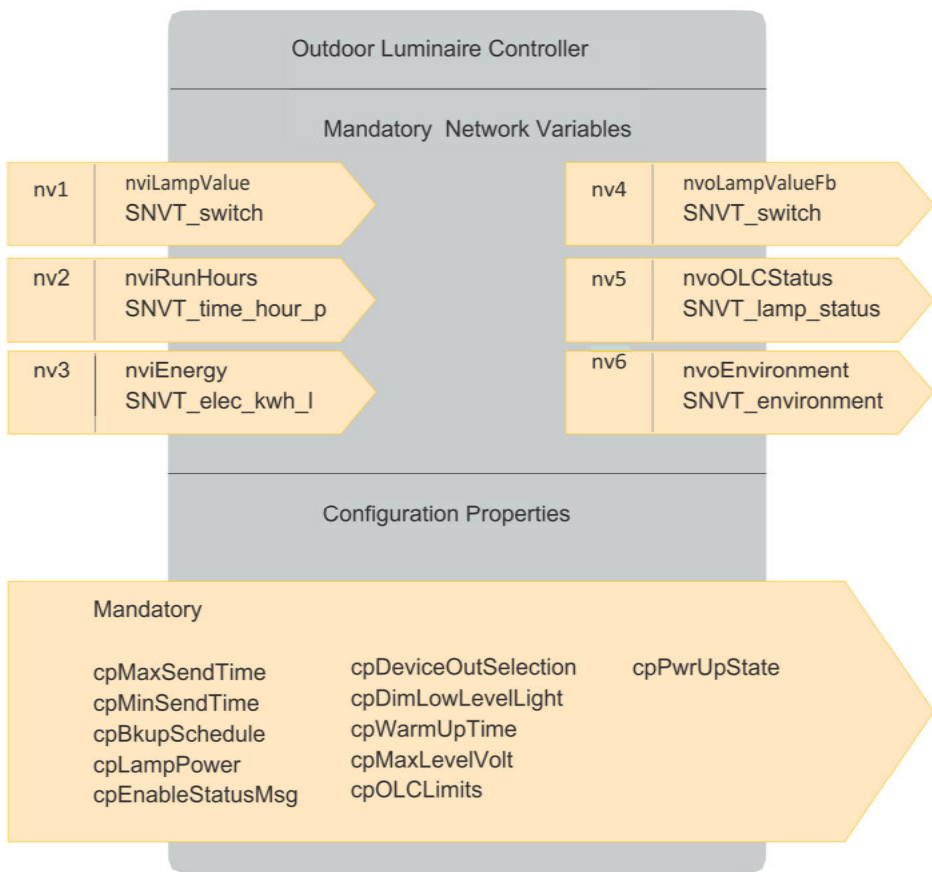 Outdoor Luminaire Controller
Mandatory Network Variables
nv1
nviLampValue
SNVT_switch
nv2
nviRunHours
SNVT_time_hour_p
nv3
nviEnergy
SNVT_elec_kwh_l
nv4
nvoLampValueFb
SNVT_switch
nv5
nvoOLCStatus
SNVT_lamp_status
nv6
nvoEnvironment
SNVT_environment
Configuration Properties
Mandatory
cpMaxSendTime
cpMinSendTime
cpBkupSchedule
cpLampPower
cpEnableStatusMsg
cpDeviceOutSelection
cpDimLowLevelLight
cpWarmUpTime
cpMaxLevelVolt
cpOLCLimits
cpPwrUpState